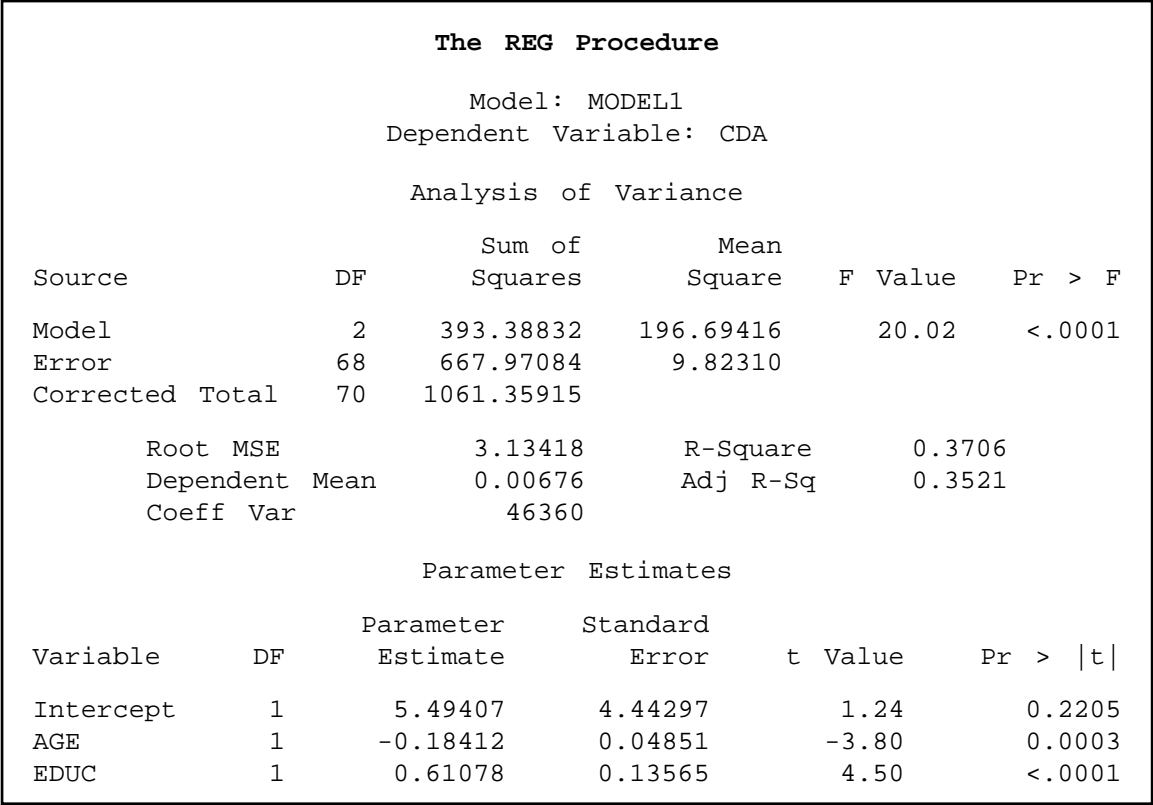 The REG Procedure
Model: MODEL1
Dependent Variable: CDA
Analysis of Variance
Sum of Mean
Source DF Squares Square F Value Pr > F
Model 2 393.38832 196.69416 20.02 <.0001
Error 68 667.97084 9.82310
Corrected Total 70 1061.35915
Root MSE 3.13418 R-Square 0.3706
Dependent Mean 0.00676 Adj R-Sq 0.3521
Coeff Var 46360
Parameter Estimates
Parameter Standard
Variable DF Estimate Error t Value Pr > |t|
Intercept 1 5.49407 4.44297 1.24 0.2205
AGE 1 -0.18412 0.04851 -3.80 0.0003
EDUC 1 0.61078 0.13565 4.50 <.0001